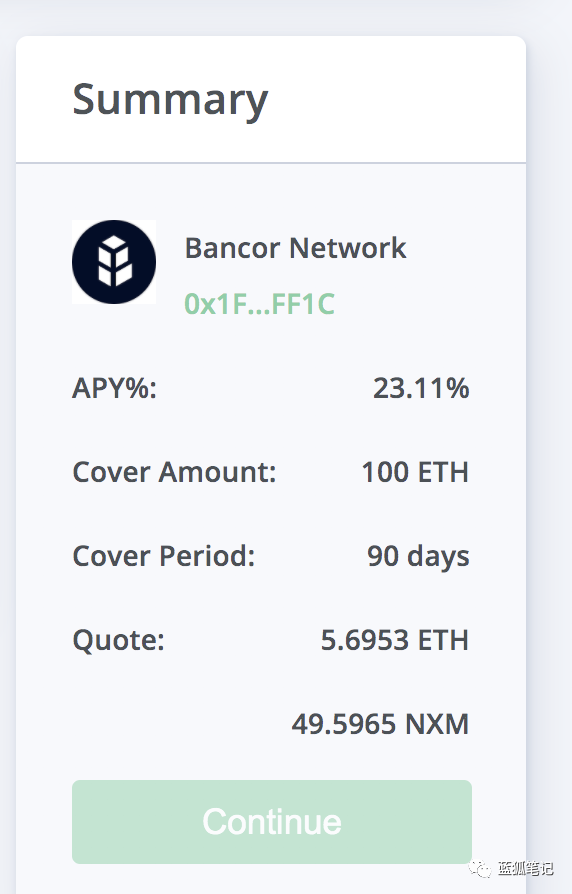 Summary
Bancor Network
0x1F...FF1C
APY%: 23.11%
Cover Amount: 100 ETH
Cover Period: 90 days
Quote: 5.6953 ETH
49.5965 NXM
Continue
蓝狐笔记